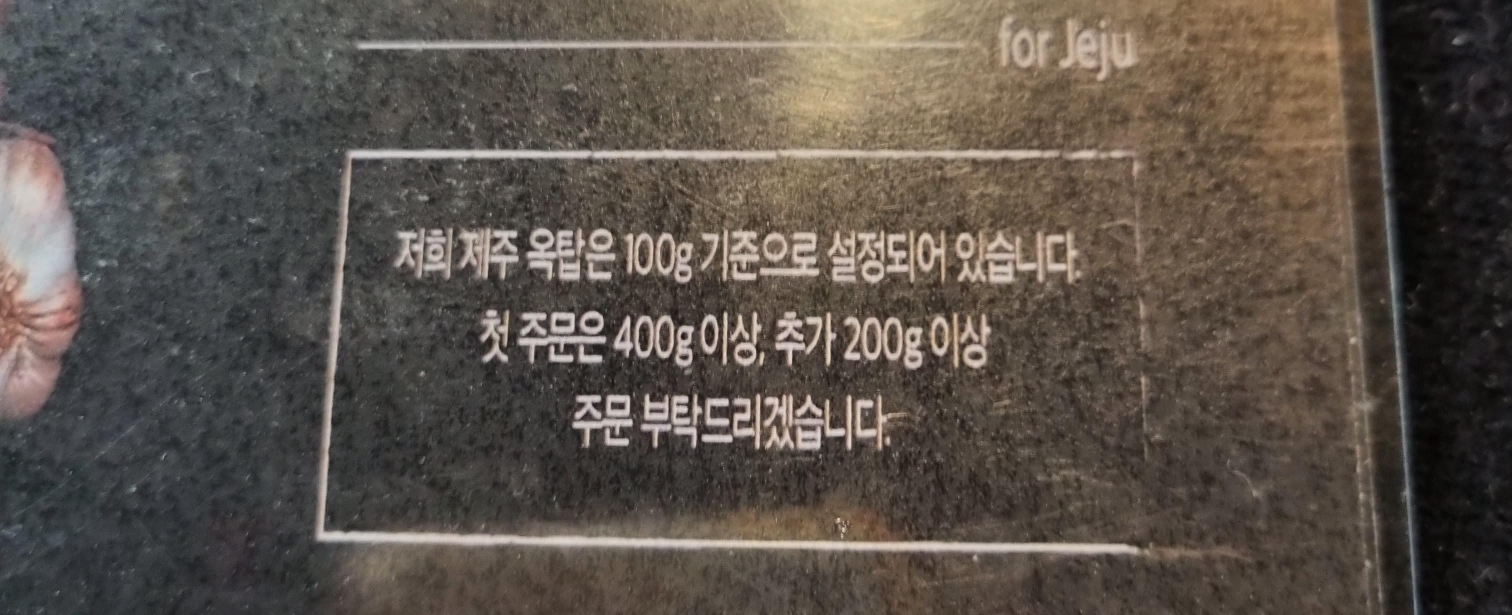 for Jeju
저희 제주 옥탑은 100g 기준으로 설정되어 있습니다.
첫 주문은 400g 이상, 추가 200g 이상
주문 부탁드리겠습니다.